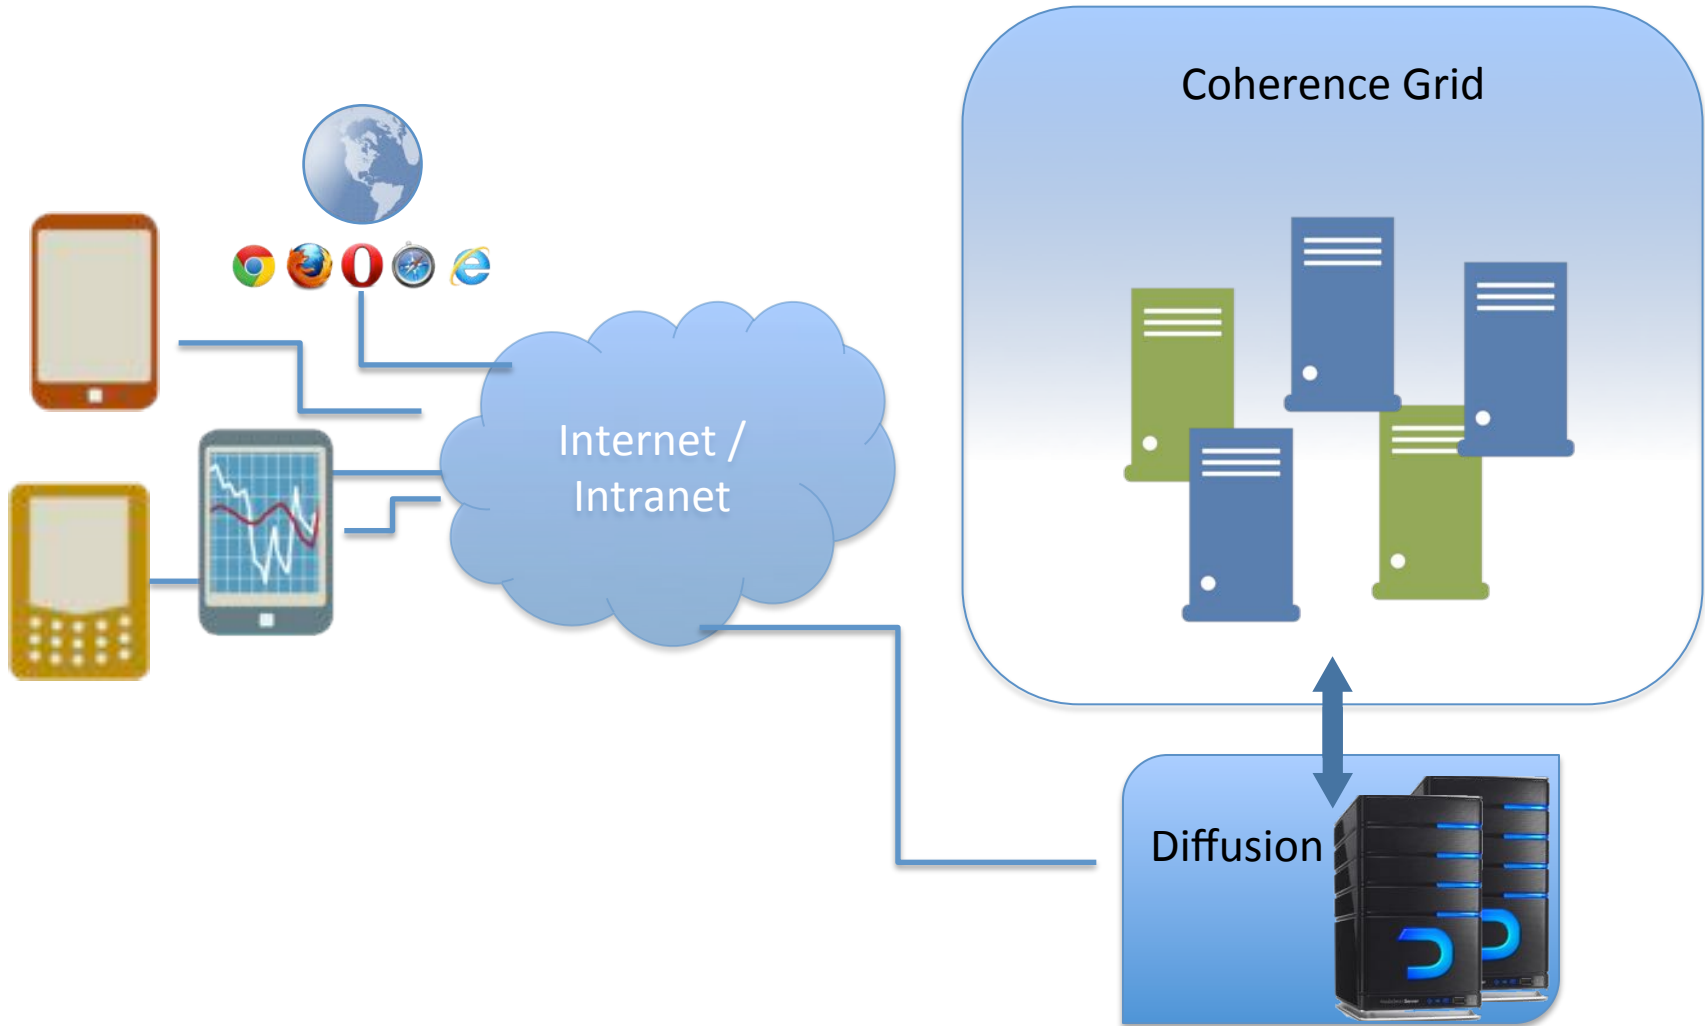 Coherence Grid
Internet /
Intranet
Diffusion